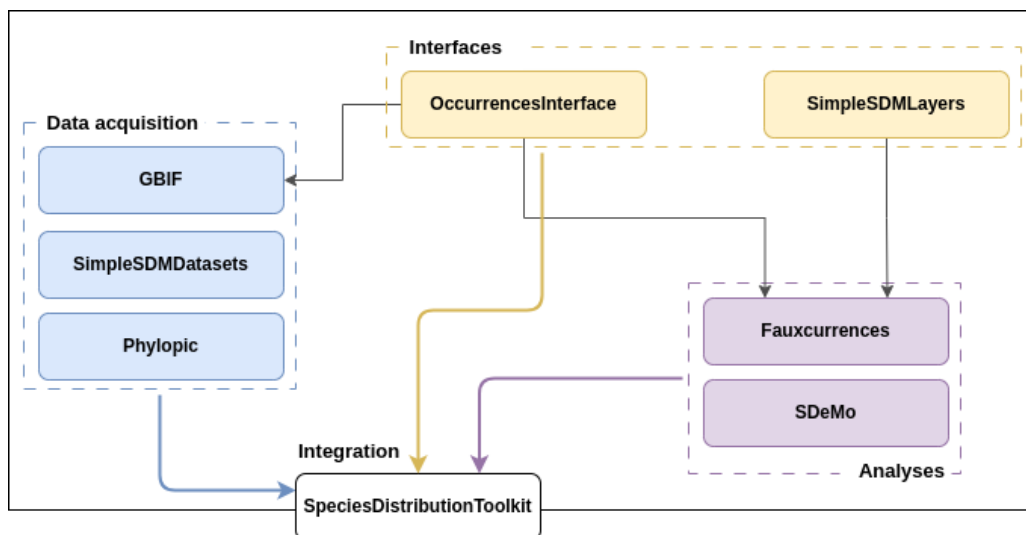 Interfaces
OccurrencesInterface
SimpleSDMLayers
Data acquisition
GBIF
SimpleSDMDatasets
Phylopic
Fauxcurrences
SDeMo
Analyses
Integration
SpeciesDistributionToolkit